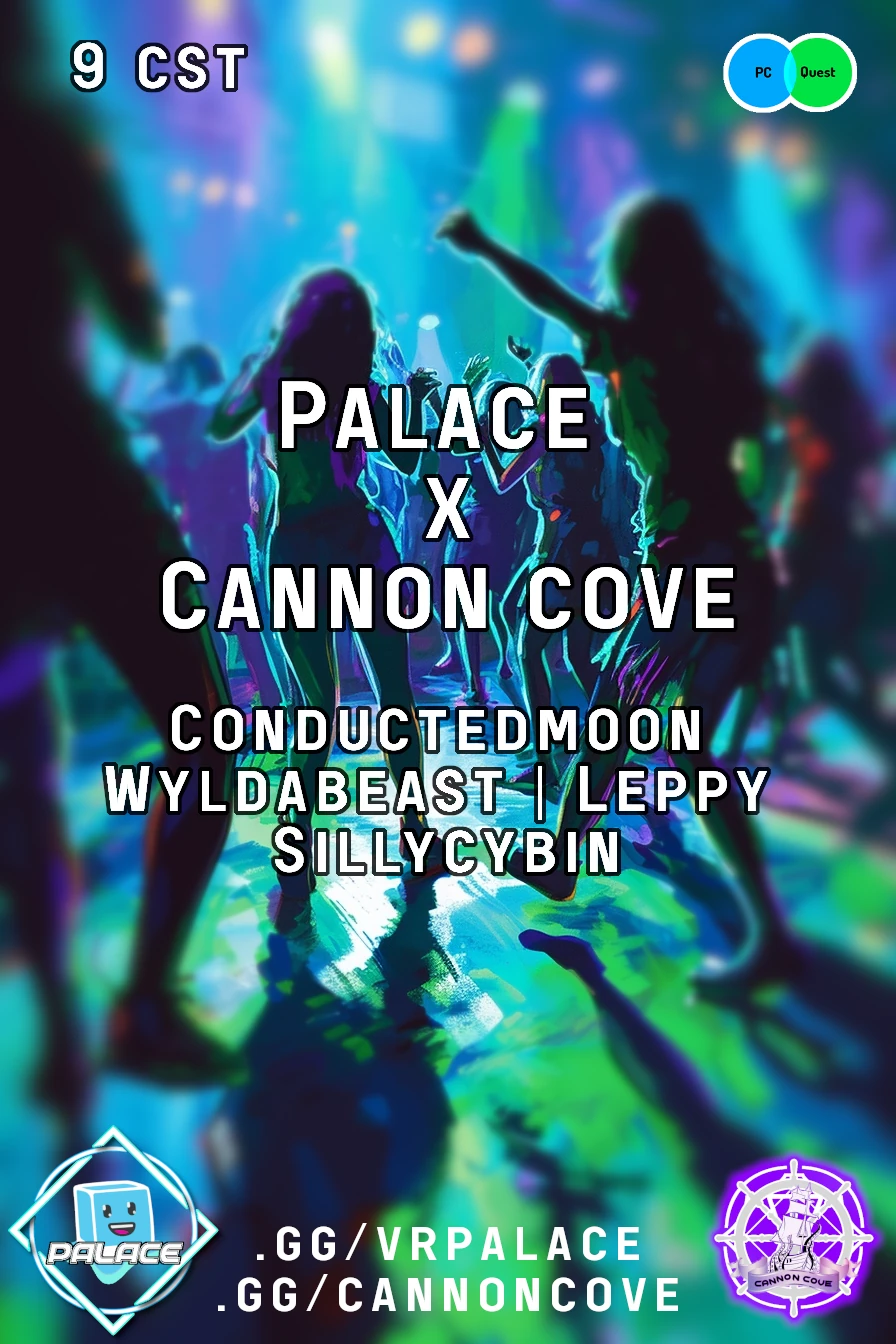 9 CST
PC Quest
PALACE
X
CANNON COVE
CONDUCTEDMOON
WYLDABEAST | LEPPY
SILLYCYBIN
PALACE
.GG/VRPALACE
.GG/CANNONCOVE
CANNON COVE